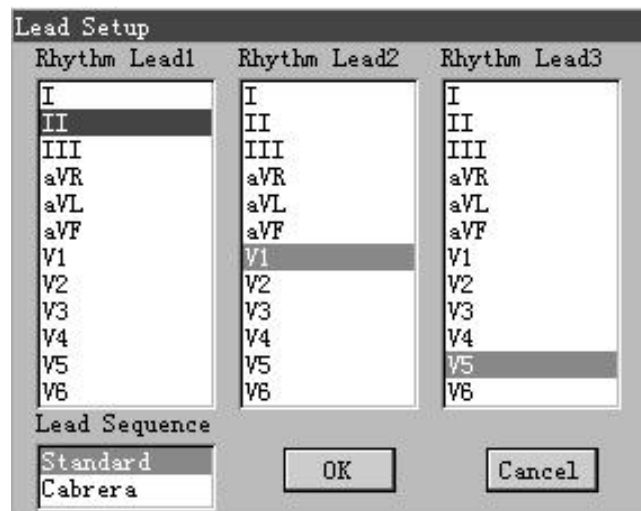 Lead Setup
Rhythm Lead1
I
II
III
aVR
aVL
aVF
V1
V2
V3
V4
V5
V6
Rhythm Lead2
I
II
III
aVR
aVL
aVF
V1
V2
V3
V4
V5
V6
Rhythm Lead3
I
II
III
aVR
aVL
aVF
V1
V2
V3
V4
V5
V6
Lead Sequence
Standard
Cabrera
OK
Cancel